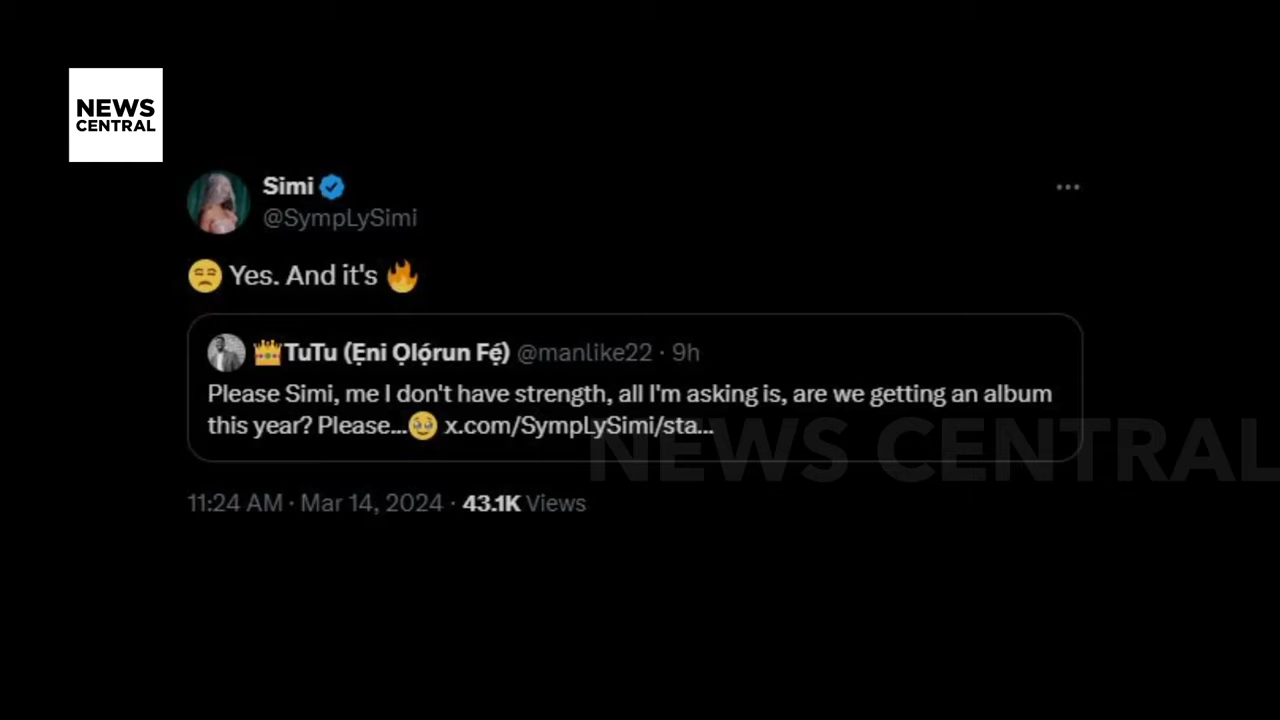 NEWS
CENTRAL
Simi
@SympLySimi
😒 Yes. And it's 🔥
👑TuTu (Ẹni Ọlọ́run Fẹ́) @manlike22 · 9h
Please Simi, me I don't have strength, all I'm asking is, are we getting an album
this year? Please...🥹 x.com/SympLySimi/sta...
NEWS CENTRAL
11:24 AM · Mar 14, 2024 · 43.1K Views